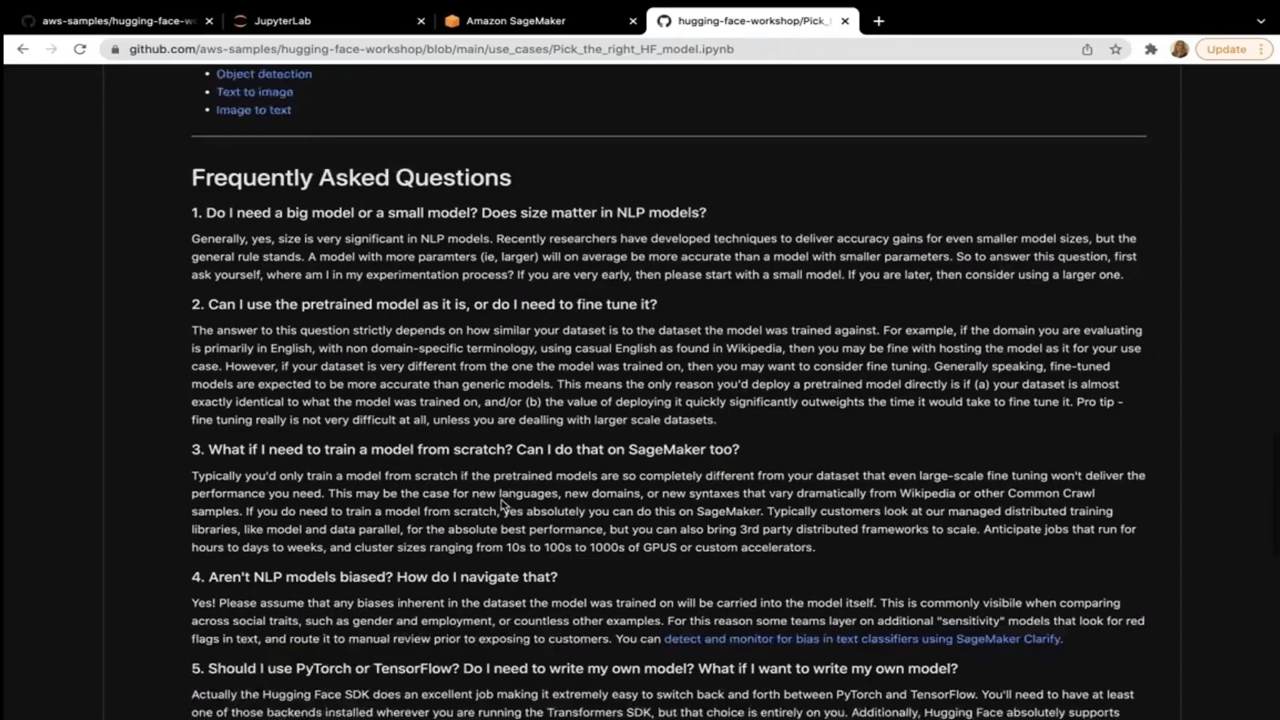 aws-samples/hugging-face-w
JupyterLab
Amazon SageMaker
hugging-face-workshop/Pick_
github.com/aws-samples/hugging-face-workshop/blob/main/use_cases/Pick_the_right_HF_model.ipynb
Update
• Object detection
• Text to image
• Image to text
Frequently Asked Questions
1. Do I need a big model or a small model? Does size matter in NLP models?
Generally, yes, size is very significant in NLP models. Recently researchers have developed techniques to deliver accuracy gains for even smaller model sizes, but the
general rule stands. A model with more paramters (ie, larger) will on average be more accurate than a model with smaller parameters. So to answer this question, first
ask yourself, where am I in my experimentation process? If you are very early, then please start with a small model. If you are later, then consider using a larger one.
2. Can I use the pretrained model as it is, or do I need to fine tune it?
The answer to this question strictly depends on how similar your dataset is to the dataset the model was trained against. For example, if the domain you are evaluating
is primarily in English, with non domain-specific terminology, using casual English as found in Wikipedia, then you may be fine with hosting the model as it for your use
case. However, if your dataset is very different from the one the model was trained on, then you may want to consider fine tuning. Generally speaking, fine-tuned
models are expected to be more accurate than generic models. This means the only reason you'd deploy a pretrained model directly is if (a) your dataset is almost
exactly identical to what the model was trained on, and/or (b) the value of deploying it quickly significantly outweights the time it would take to fine tune it. Pro tip -
fine tuning really is not very difficult at all, unless you are dealling with larger scale datasets.
3. What if I need to train a model from scratch? Can I do that on SageMaker too?
Typically you'd only train a model from scratch if the pretrained models are so completely different from your dataset that even large-scale fine tuning won't deliver the
performance you need. This may be the case for new languages, new domains, or new syntaxes that vary dramatically from Wikipedia or other Common Crawl
samples. If you do need to train a model from scratch, yes absolutely you can do this on SageMaker. Typically customers look at our managed distributed training
libraries, like model and data parallel, for the absolute best performance, but you can also bring 3rd party distributed frameworks to scale. Anticipate jobs that run for
hours to days to weeks, and cluster sizes ranging from 10s to 100s to 1000s of GPUS or custom accelerators.
4. Aren't NLP models biased? How do I navigate that?
Yes! Please assume that any biases inherent in the dataset the model was trained on will be carried into the model itself. This is commonly visibile when comparing
across social traits, such as gender and employment, or countless other examples. For this reason some teams layer on additional "sensitivity" models that look for red
flags in text, and route it to manual review prior to exposing to customers. You can detect and monitor for bias in text classifiers using SageMaker Clarify.
5. Should I use PyTorch or TensorFlow? Do I need to write my own model? What if I want to write my own model?
Actually the Hugging Face SDK does an excellent job making it extremely easy to switch back and forth between PyTorch and TensorFlow. You'll need to have at least
one of those backends installed wherever you are running the Transformers SDK, but that choice is entirely on you. Additionally, Hugging Face absolutely supports